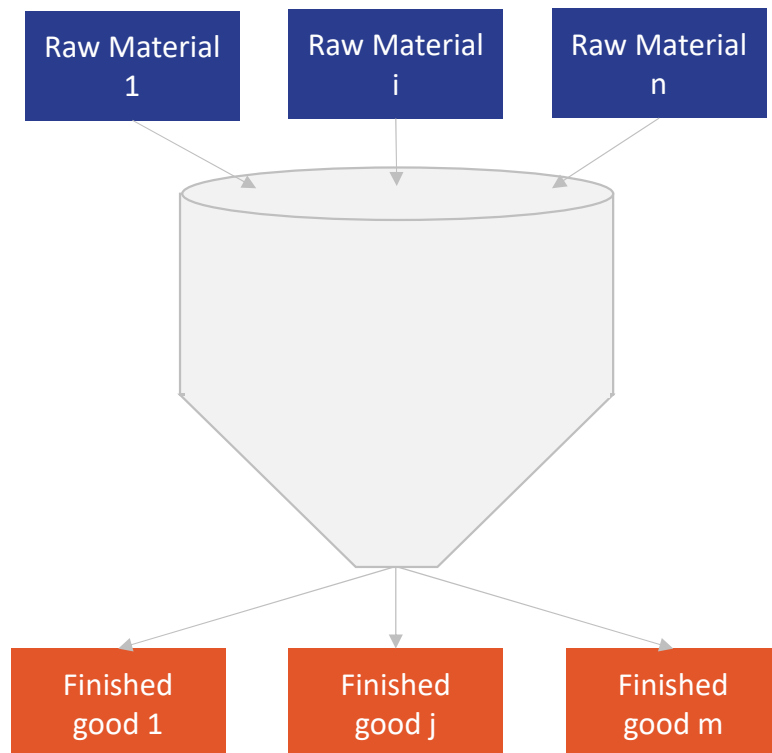 Raw Material
1
Raw Material
i
Raw Material
n
Finished
good 1
Finished
good j
Finished
good m